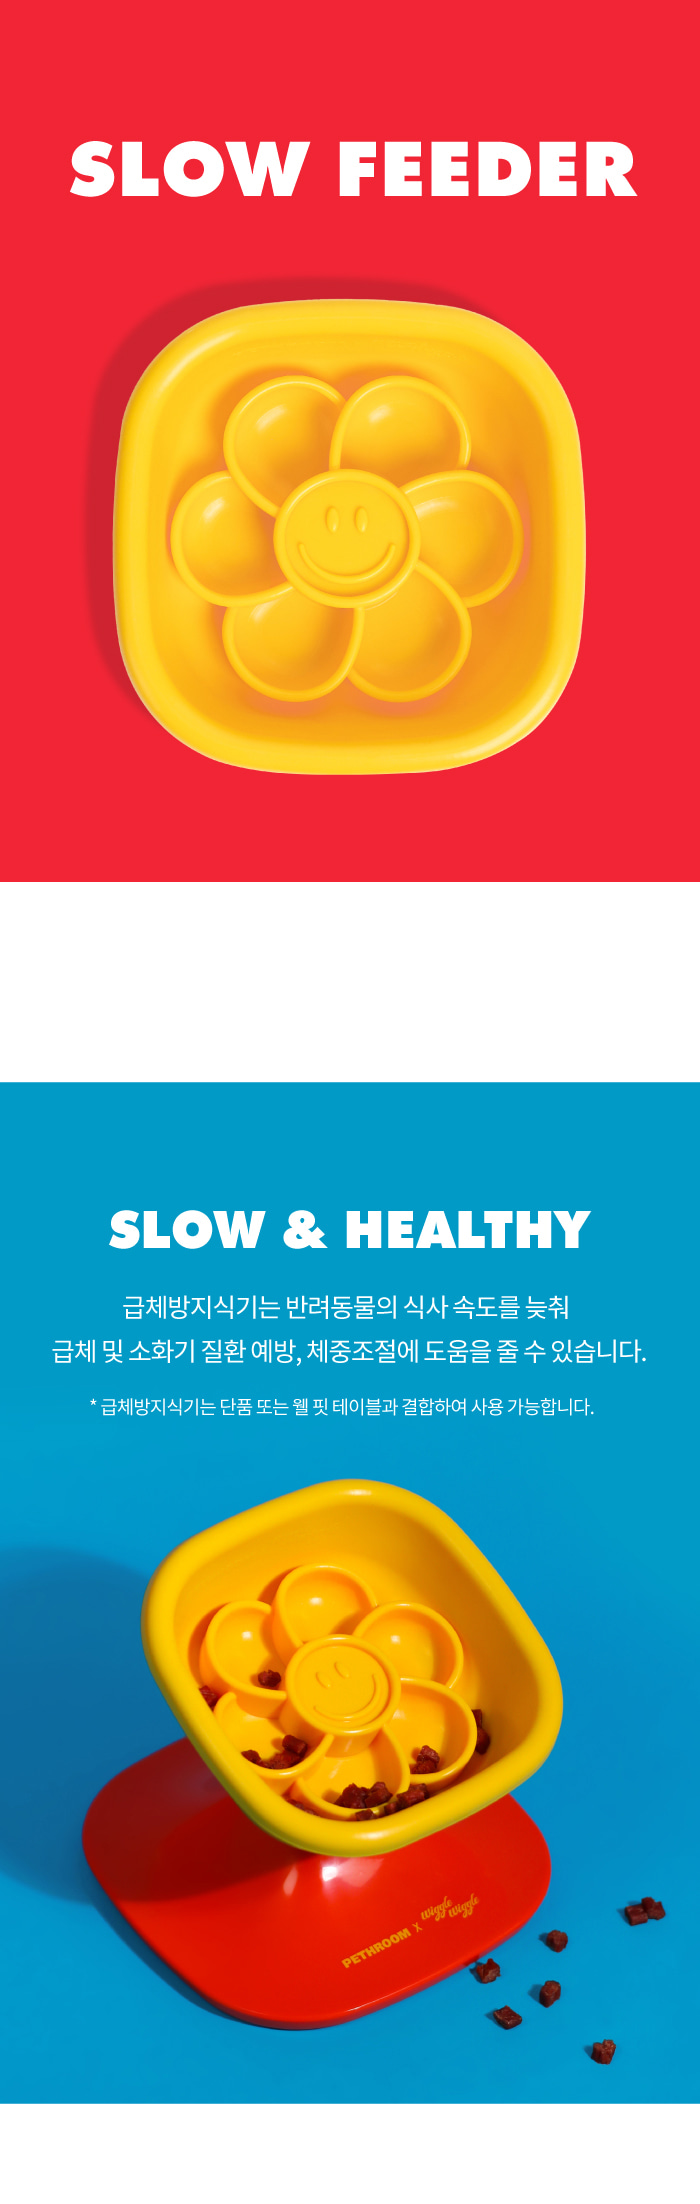 SLOW FEEDER
SLOW & HEALTHY
급체방지식기는 반려동물의 식사 속도를 늦춰
급체 및 소화기 질환 예방, 체중조절에 도움을 줄 수 있습니다.
* 급체방지식기는 단품 또는 웰 핏 테이블과 결합하여 사용 가능합니다.
PETHROOM X wiggle wiggle